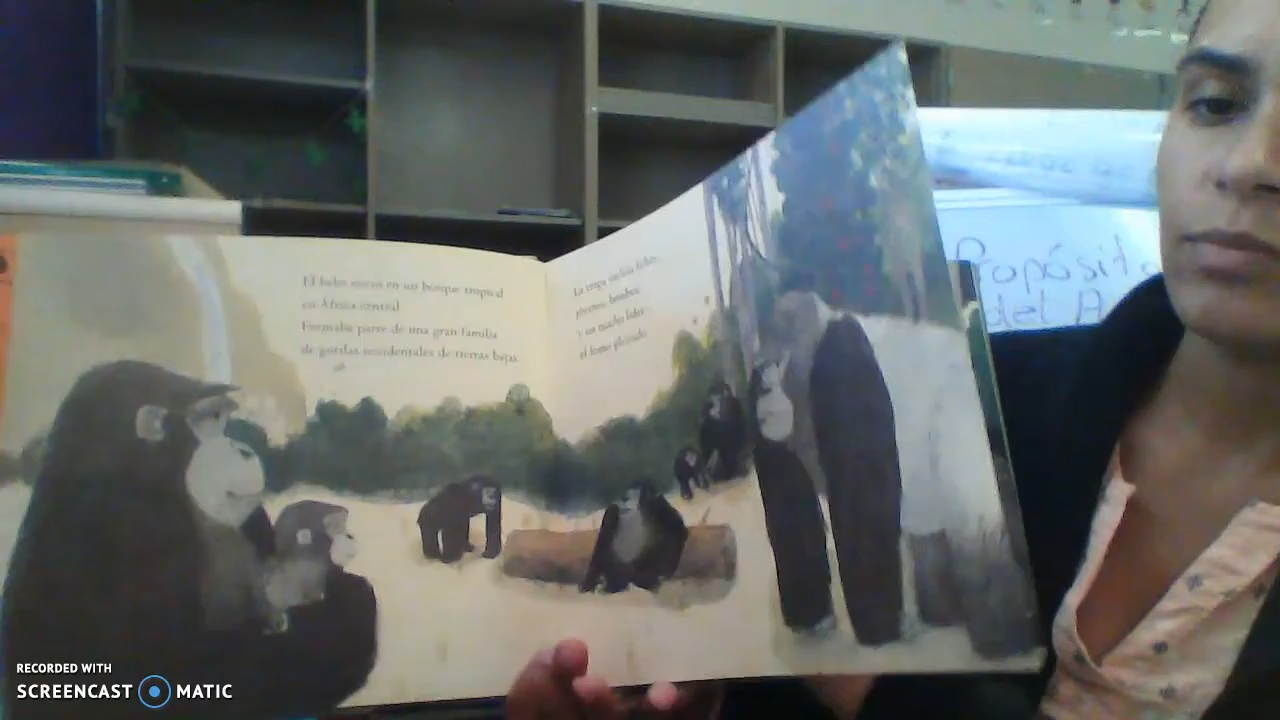 El bebé nació en un bosque tropical
en África central.
Formaba parte de una gran familia
de gorilas occidentales de tierras bajas.
La tropa incluía bebés,
jóvenes, hembras
y un macho líder
el lomo plateado
Propósito
del A
RECORDED WITH
SCREENCAST MATIC